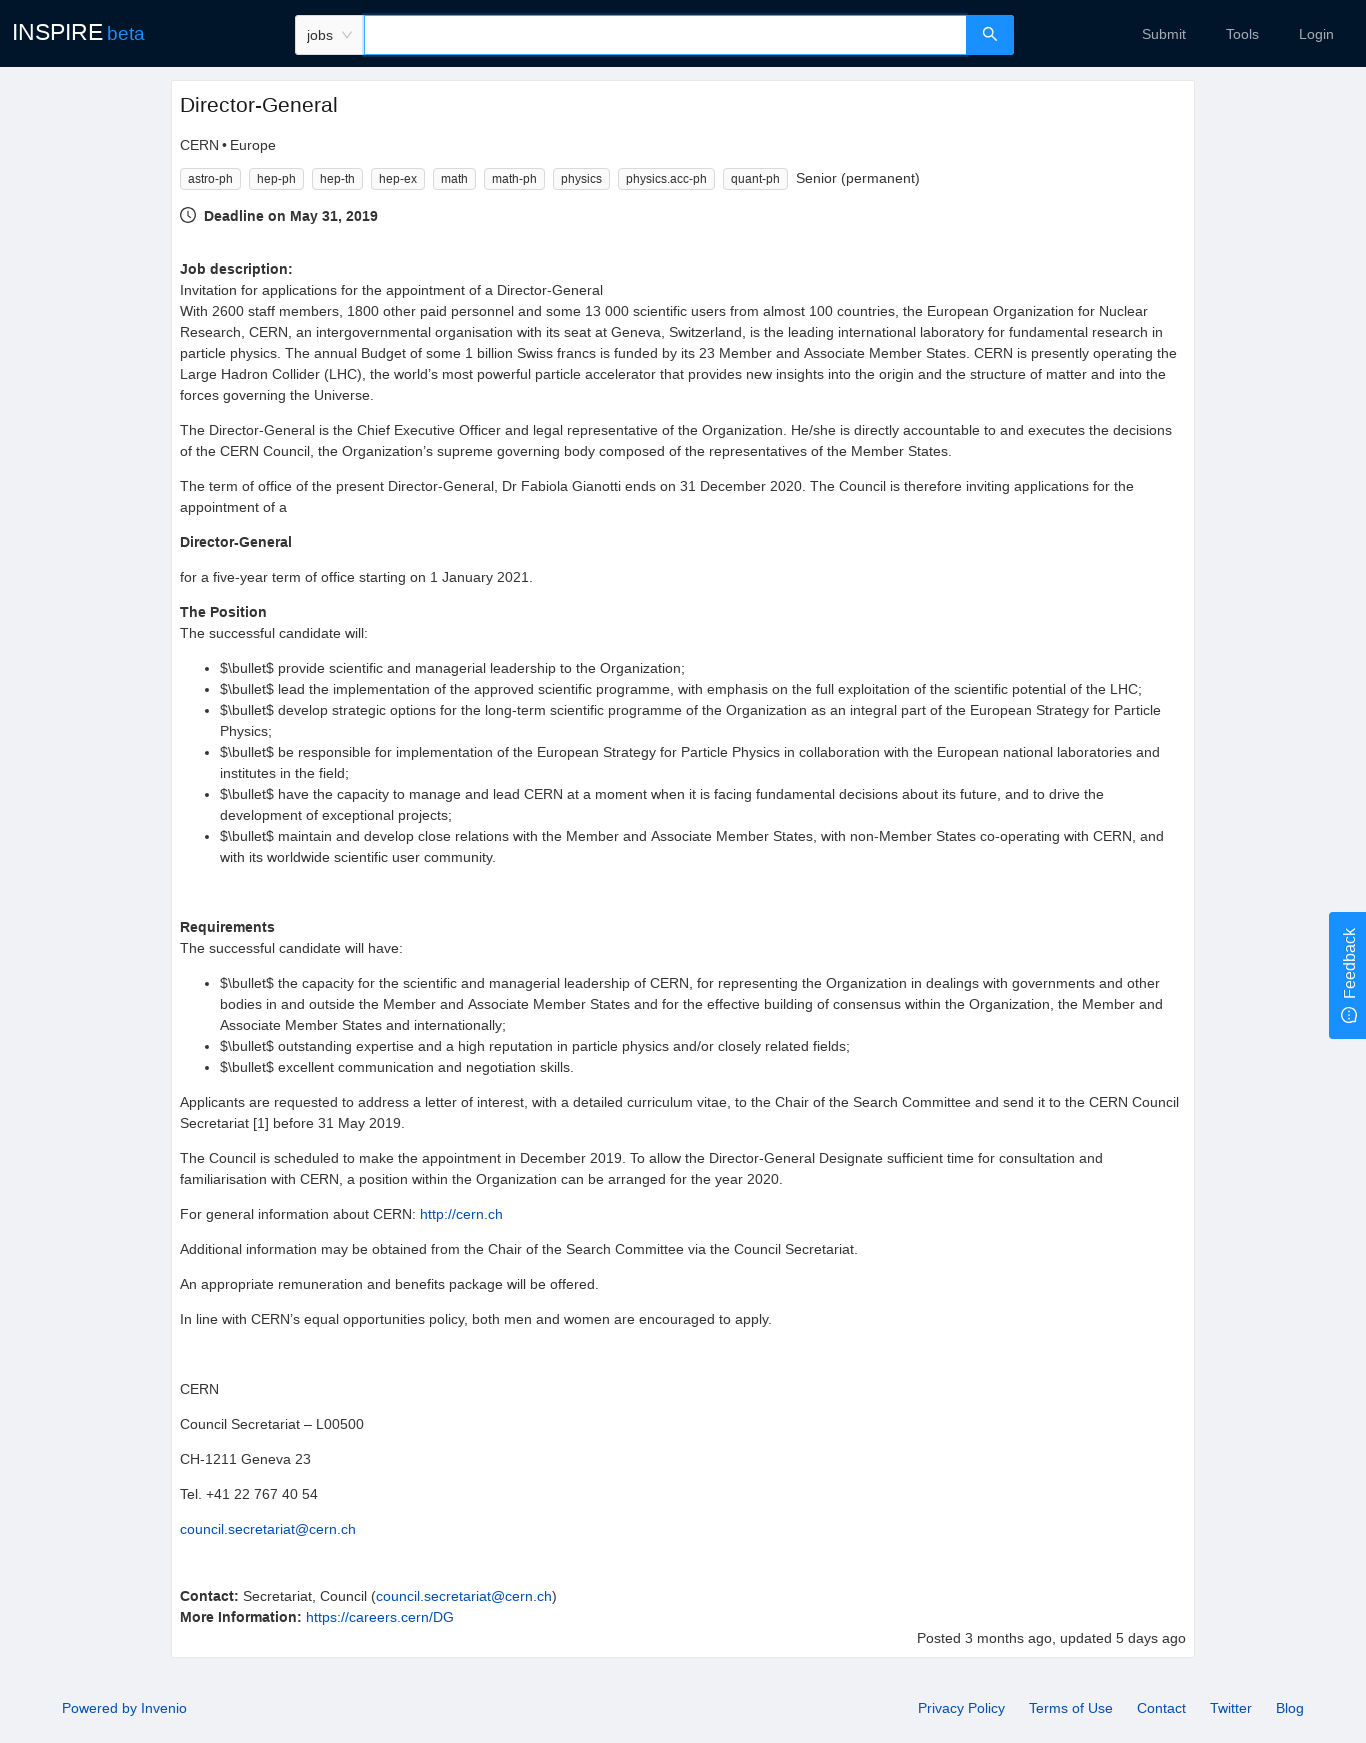 INSPIRE beta
jobs
Submit Tools Login
Director-General
CERN • Europe
astro-ph hep-ph hep-th hep-ex math math-ph physics physics.acc-ph quant-ph Senior (permanent)
Deadline on May 31, 2019
Job description:
Invitation for applications for the appointment of a Director-General
With 2600 staff members, 1800 other paid personnel and some 13 000 scientific users from almost 100 countries, the European Organization for Nuclear
Research, CERN, an intergovernmental organisation with its seat at Geneva, Switzerland, is the leading international laboratory for fundamental research in
particle physics. The annual Budget of some 1 billion Swiss francs is funded by its 23 Member and Associate Member States. CERN is presently operating the
Large Hadron Collider (LHC), the world’s most powerful particle accelerator that provides new insights into the origin and the structure of matter and into the
forces governing the Universe.
The Director-General is the Chief Executive Officer and legal representative of the Organization. He/she is directly accountable to and executes the decisions
of the CERN Council, the Organization’s supreme governing body composed of the representatives of the Member States.
The term of office of the present Director-General, Dr Fabiola Gianotti ends on 31 December 2020. The Council is therefore inviting applications for the
appointment of a
Director-General
for a five-year term of office starting on 1 January 2021.
The Position
The successful candidate will:
• $\bullet$ provide scientific and managerial leadership to the Organization;
• $\bullet$ lead the implementation of the approved scientific programme, with emphasis on the full exploitation of the scientific potential of the LHC;
• $\bullet$ develop strategic options for the long-term scientific programme of the Organization as an integral part of the European Strategy for Particle
Physics;
• $\bullet$ be responsible for implementation of the European Strategy for Particle Physics in collaboration with the European national laboratories and
institutes in the field;
• $\bullet$ have the capacity to manage and lead CERN at a moment when it is facing fundamental decisions about its future, and to drive the
development of exceptional projects;
• $\bullet$ maintain and develop close relations with the Member and Associate Member States, with non-Member States co-operating with CERN, and
with its worldwide scientific user community.
Requirements
The successful candidate will have:
• $\bullet$ the capacity for the scientific and managerial leadership of CERN, for representing the Organization in dealings with governments and other
bodies in and outside the Member and Associate Member States and for the effective building of consensus within the Organization, the Member and
Associate Member States and internationally;
• $\bullet$ outstanding expertise and a high reputation in particle physics and/or closely related fields;
• $\bullet$ excellent communication and negotiation skills.
Applicants are requested to address a letter of interest, with a detailed curriculum vitae, to the Chair of the Search Committee and send it to the CERN Council
Secretariat [1] before 31 May 2019.
The Council is scheduled to make the appointment in December 2019. To allow the Director-General Designate sufficient time for consultation and
familiarisation with CERN, a position within the Organization can be arranged for the year 2020.
For general information about CERN: http://cern.ch
Additional information may be obtained from the Chair of the Search Committee via the Council Secretariat.
An appropriate remuneration and benefits package will be offered.
In line with CERN’s equal opportunities policy, both men and women are encouraged to apply.
CERN
Council Secretariat – L00500
CH-1211 Geneva 23
Tel. +41 22 767 40 54
council.secretariat@cern.ch
Contact: Secretariat, Council (council.secretariat@cern.ch)
More Information: https://careers.cern/DG
Posted 3 months ago, updated 5 days ago
Feedback
Powered by Invenio
Privacy Policy Terms of Use Contact Twitter Blog